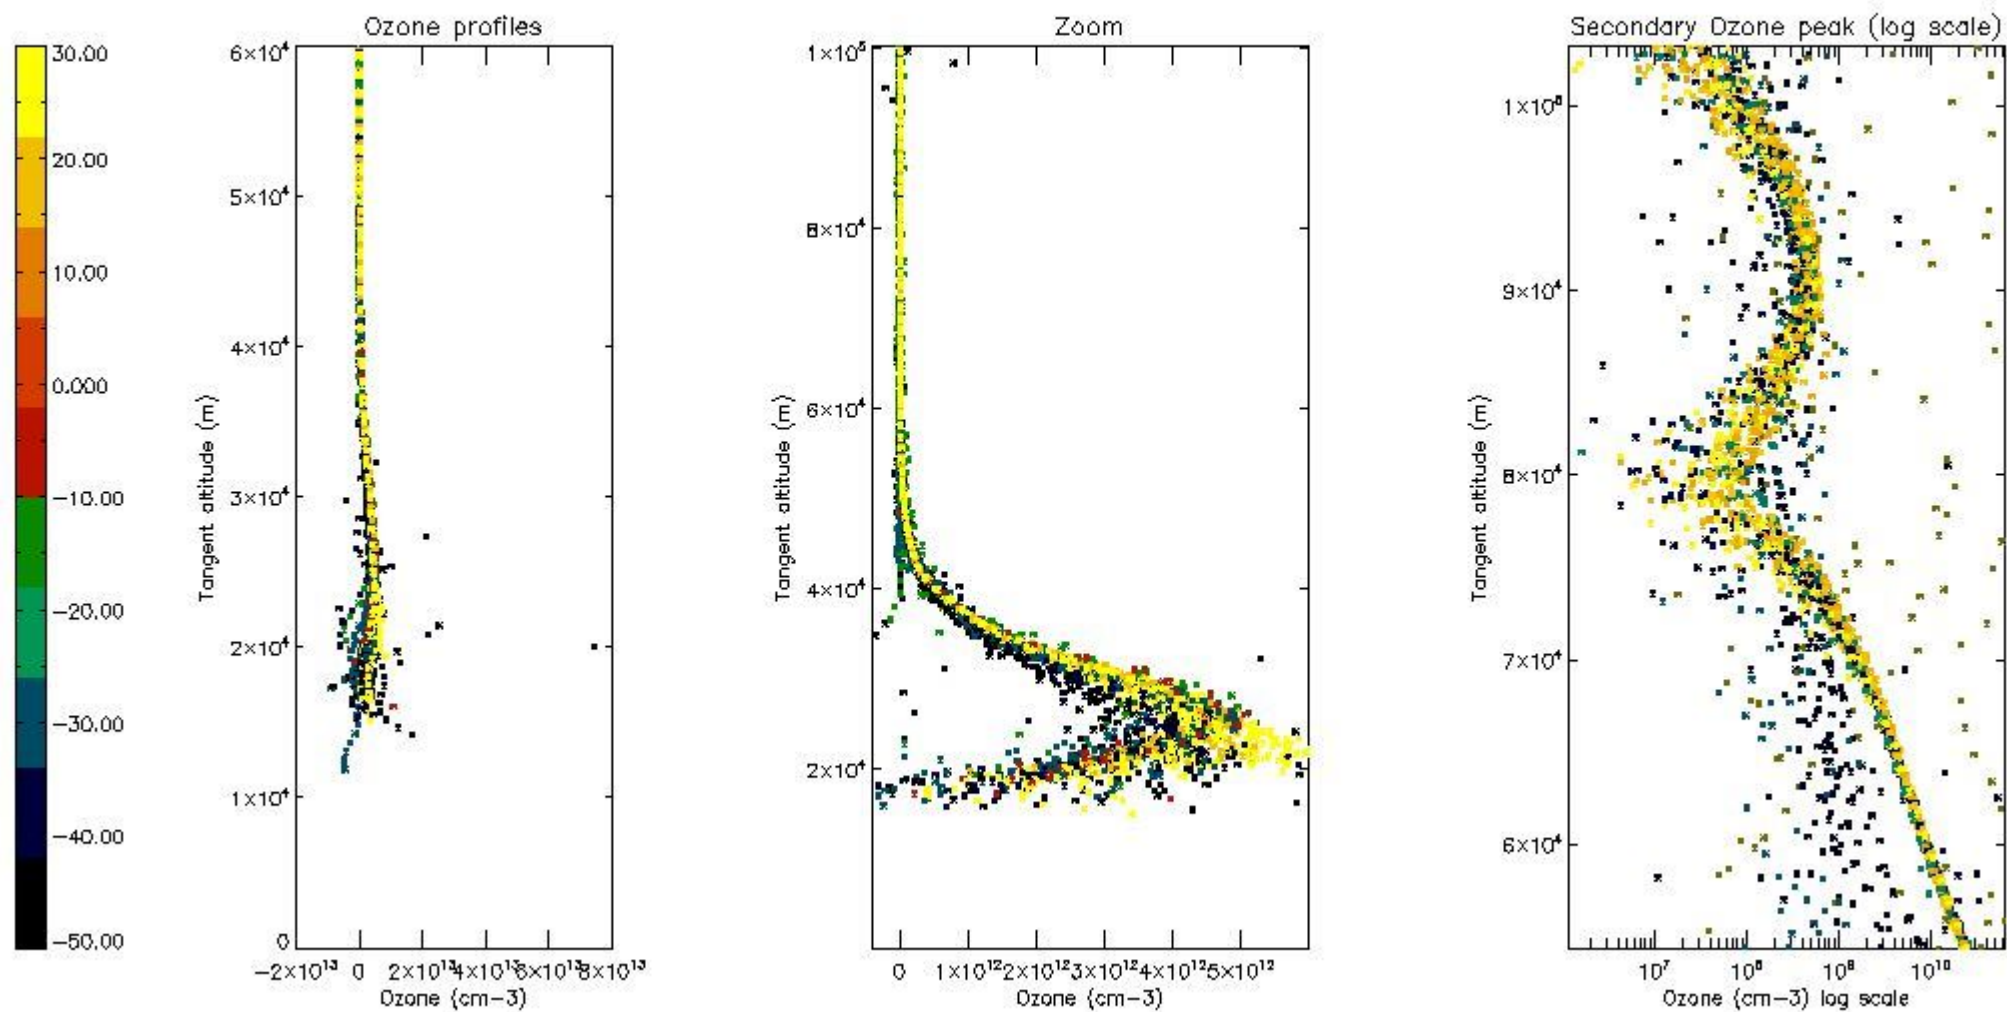 Ozone profiles
Zoom
Secondary Ozone peak (log scale)
30.00
20.00
10.00
0.000
−10.00
−20.00
−30.00
−40.00
−50.00
Tangent altitude (m)
6×10⁴
5×10⁴
4×10⁴
3×10⁴
2×10⁴
1×10⁴
0
−2×10¹³ 0 2×10¹³ 4×10¹³ 6×10¹³ 8×10¹³
Ozone (cm−3)
Tangent altitude (m)
1×10⁵
8×10⁴
6×10⁴
4×10⁴
2×10⁴
0 1×10¹² 2×10¹² 3×10¹² 4×10¹² 5×10¹²
Ozone (cm−3)
Tangent altitude (m)
1×10⁵
9×10⁴
8×10⁴
7×10⁴
6×10⁴
10⁷ 10⁸ 10⁹ 10¹⁰
Ozone (cm−3) log scale